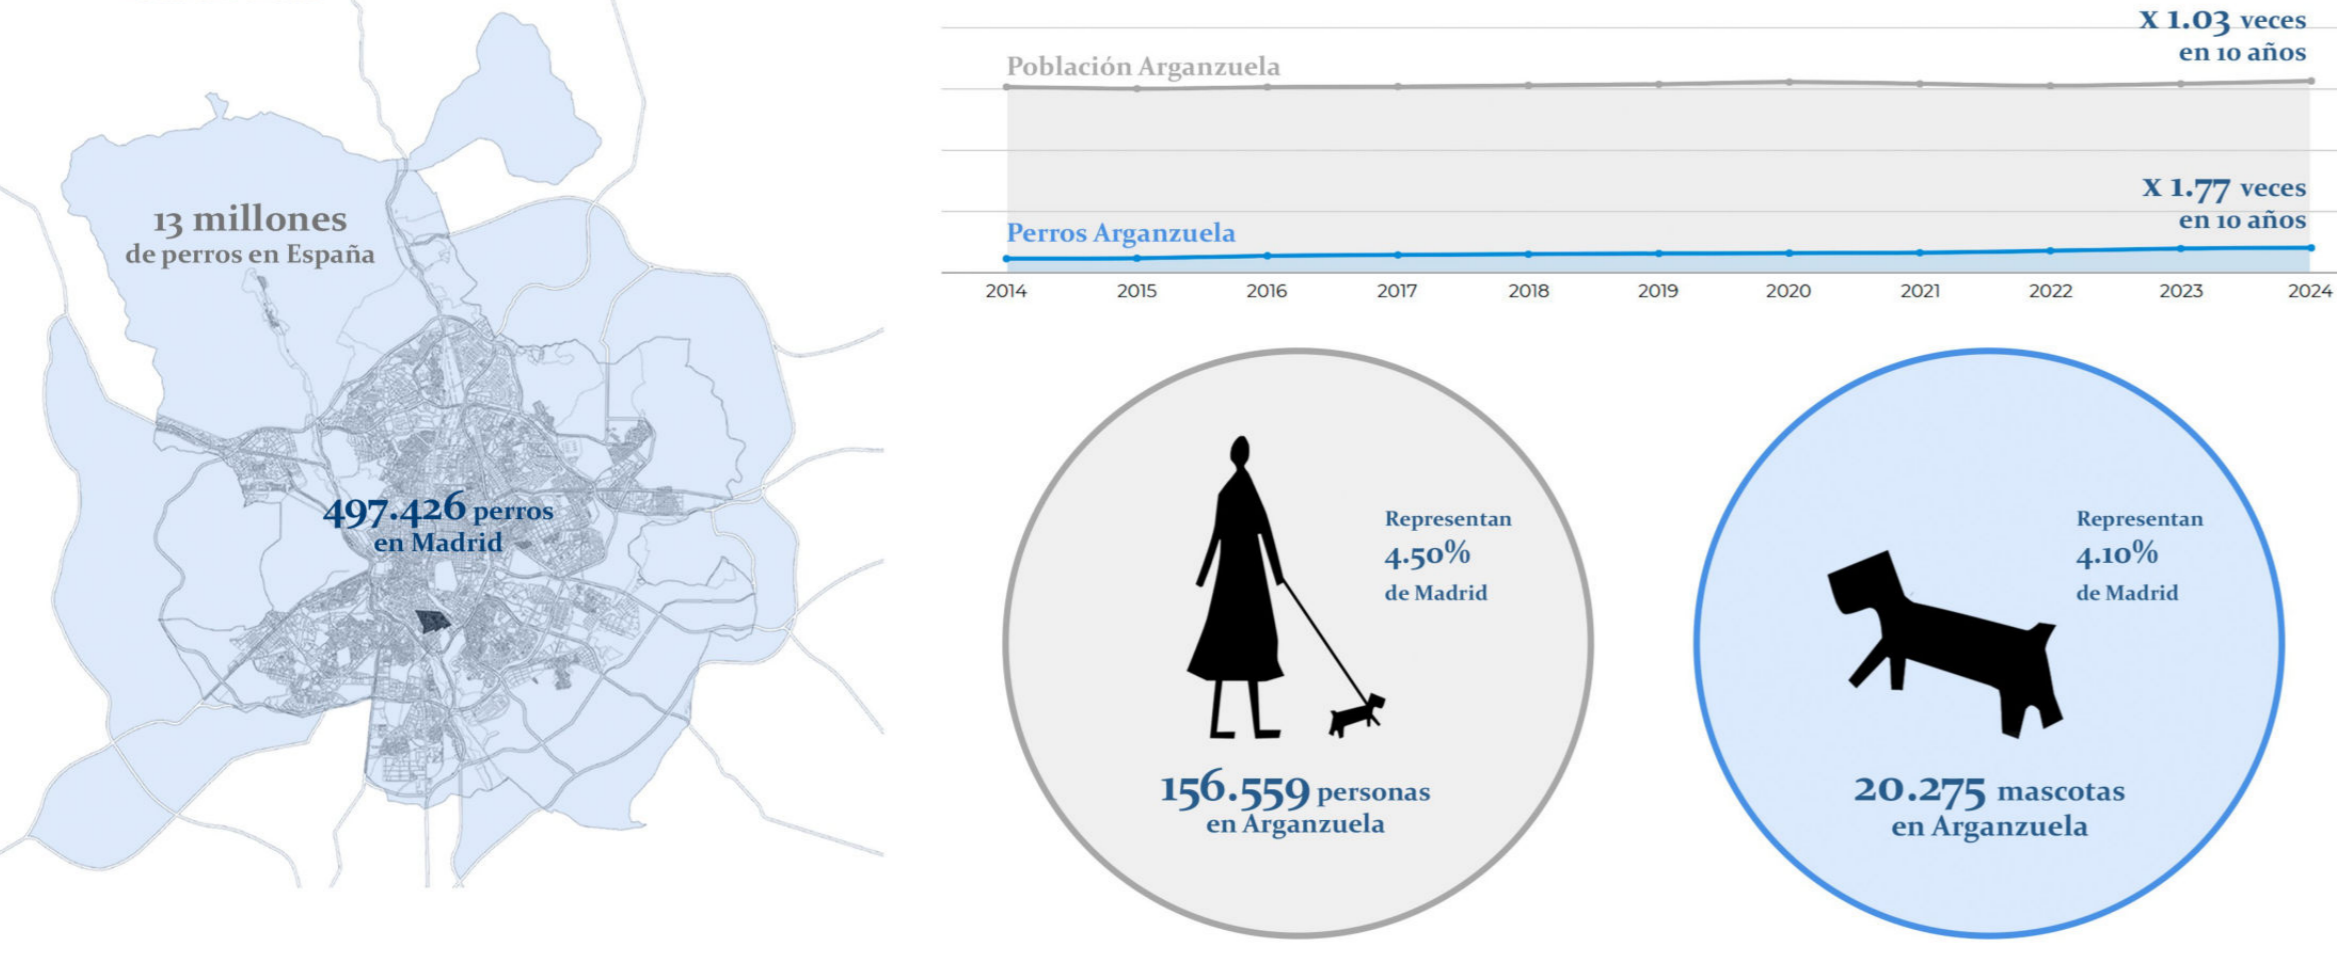 13 millones
de perros en España
497.426 perros
en Madrid
X 1.03 veces
en 10 años
Población Arganzuela
X 1.77 veces
en 10 años
Perros Arganzuela
2014 2015 2016 2017 2018 2019 2020 2021 2022 2023 2024
Representan
4.50%
de Madrid
156.559 personas
en Arganzuela
Representan
4.10%
de Madrid
20.275 mascotas
en Arganzuela